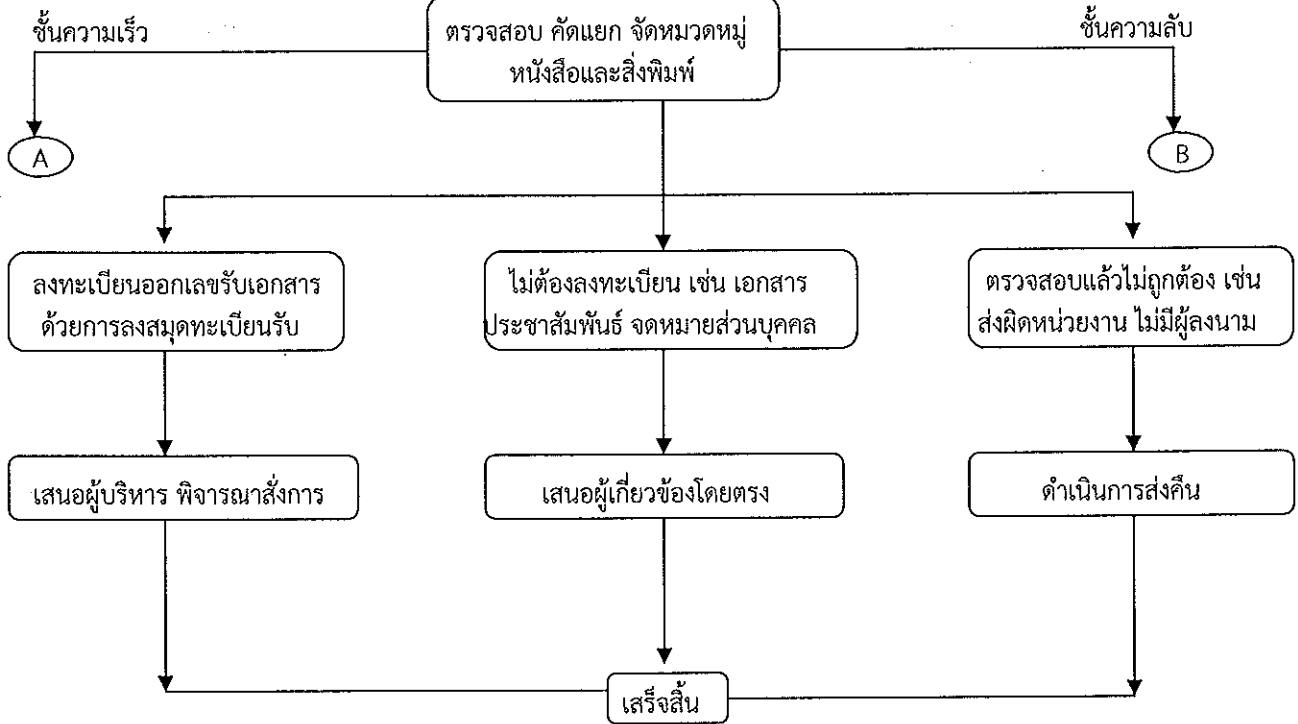 ชั้นความเร็ว
ตรวจสอบ คัดแยก จัดหมวดหมู่
หนังสือและสิ่งพิมพ์
ชั้นความลับ
A
B
ลงทะเบียนออกเลขรับเอกสาร
ด้วยการลงสมุดทะเบียนรับ
ไม่ต้องลงทะเบียน เช่น เอกสาร
ประชาสัมพันธ์ จดหมายส่วนบุคคล
ตรวจสอบแล้วไม่ถูกต้อง เช่น
ส่งผิดหน่วยงาน ไม่มีผู้ลงนาม
เสนอผู้บริหาร พิจารณาสั่งการ
เสนอผู้เกี่ยวข้องโดยตรง
ดำเนินการส่งคืน
เสร็จสิ้น